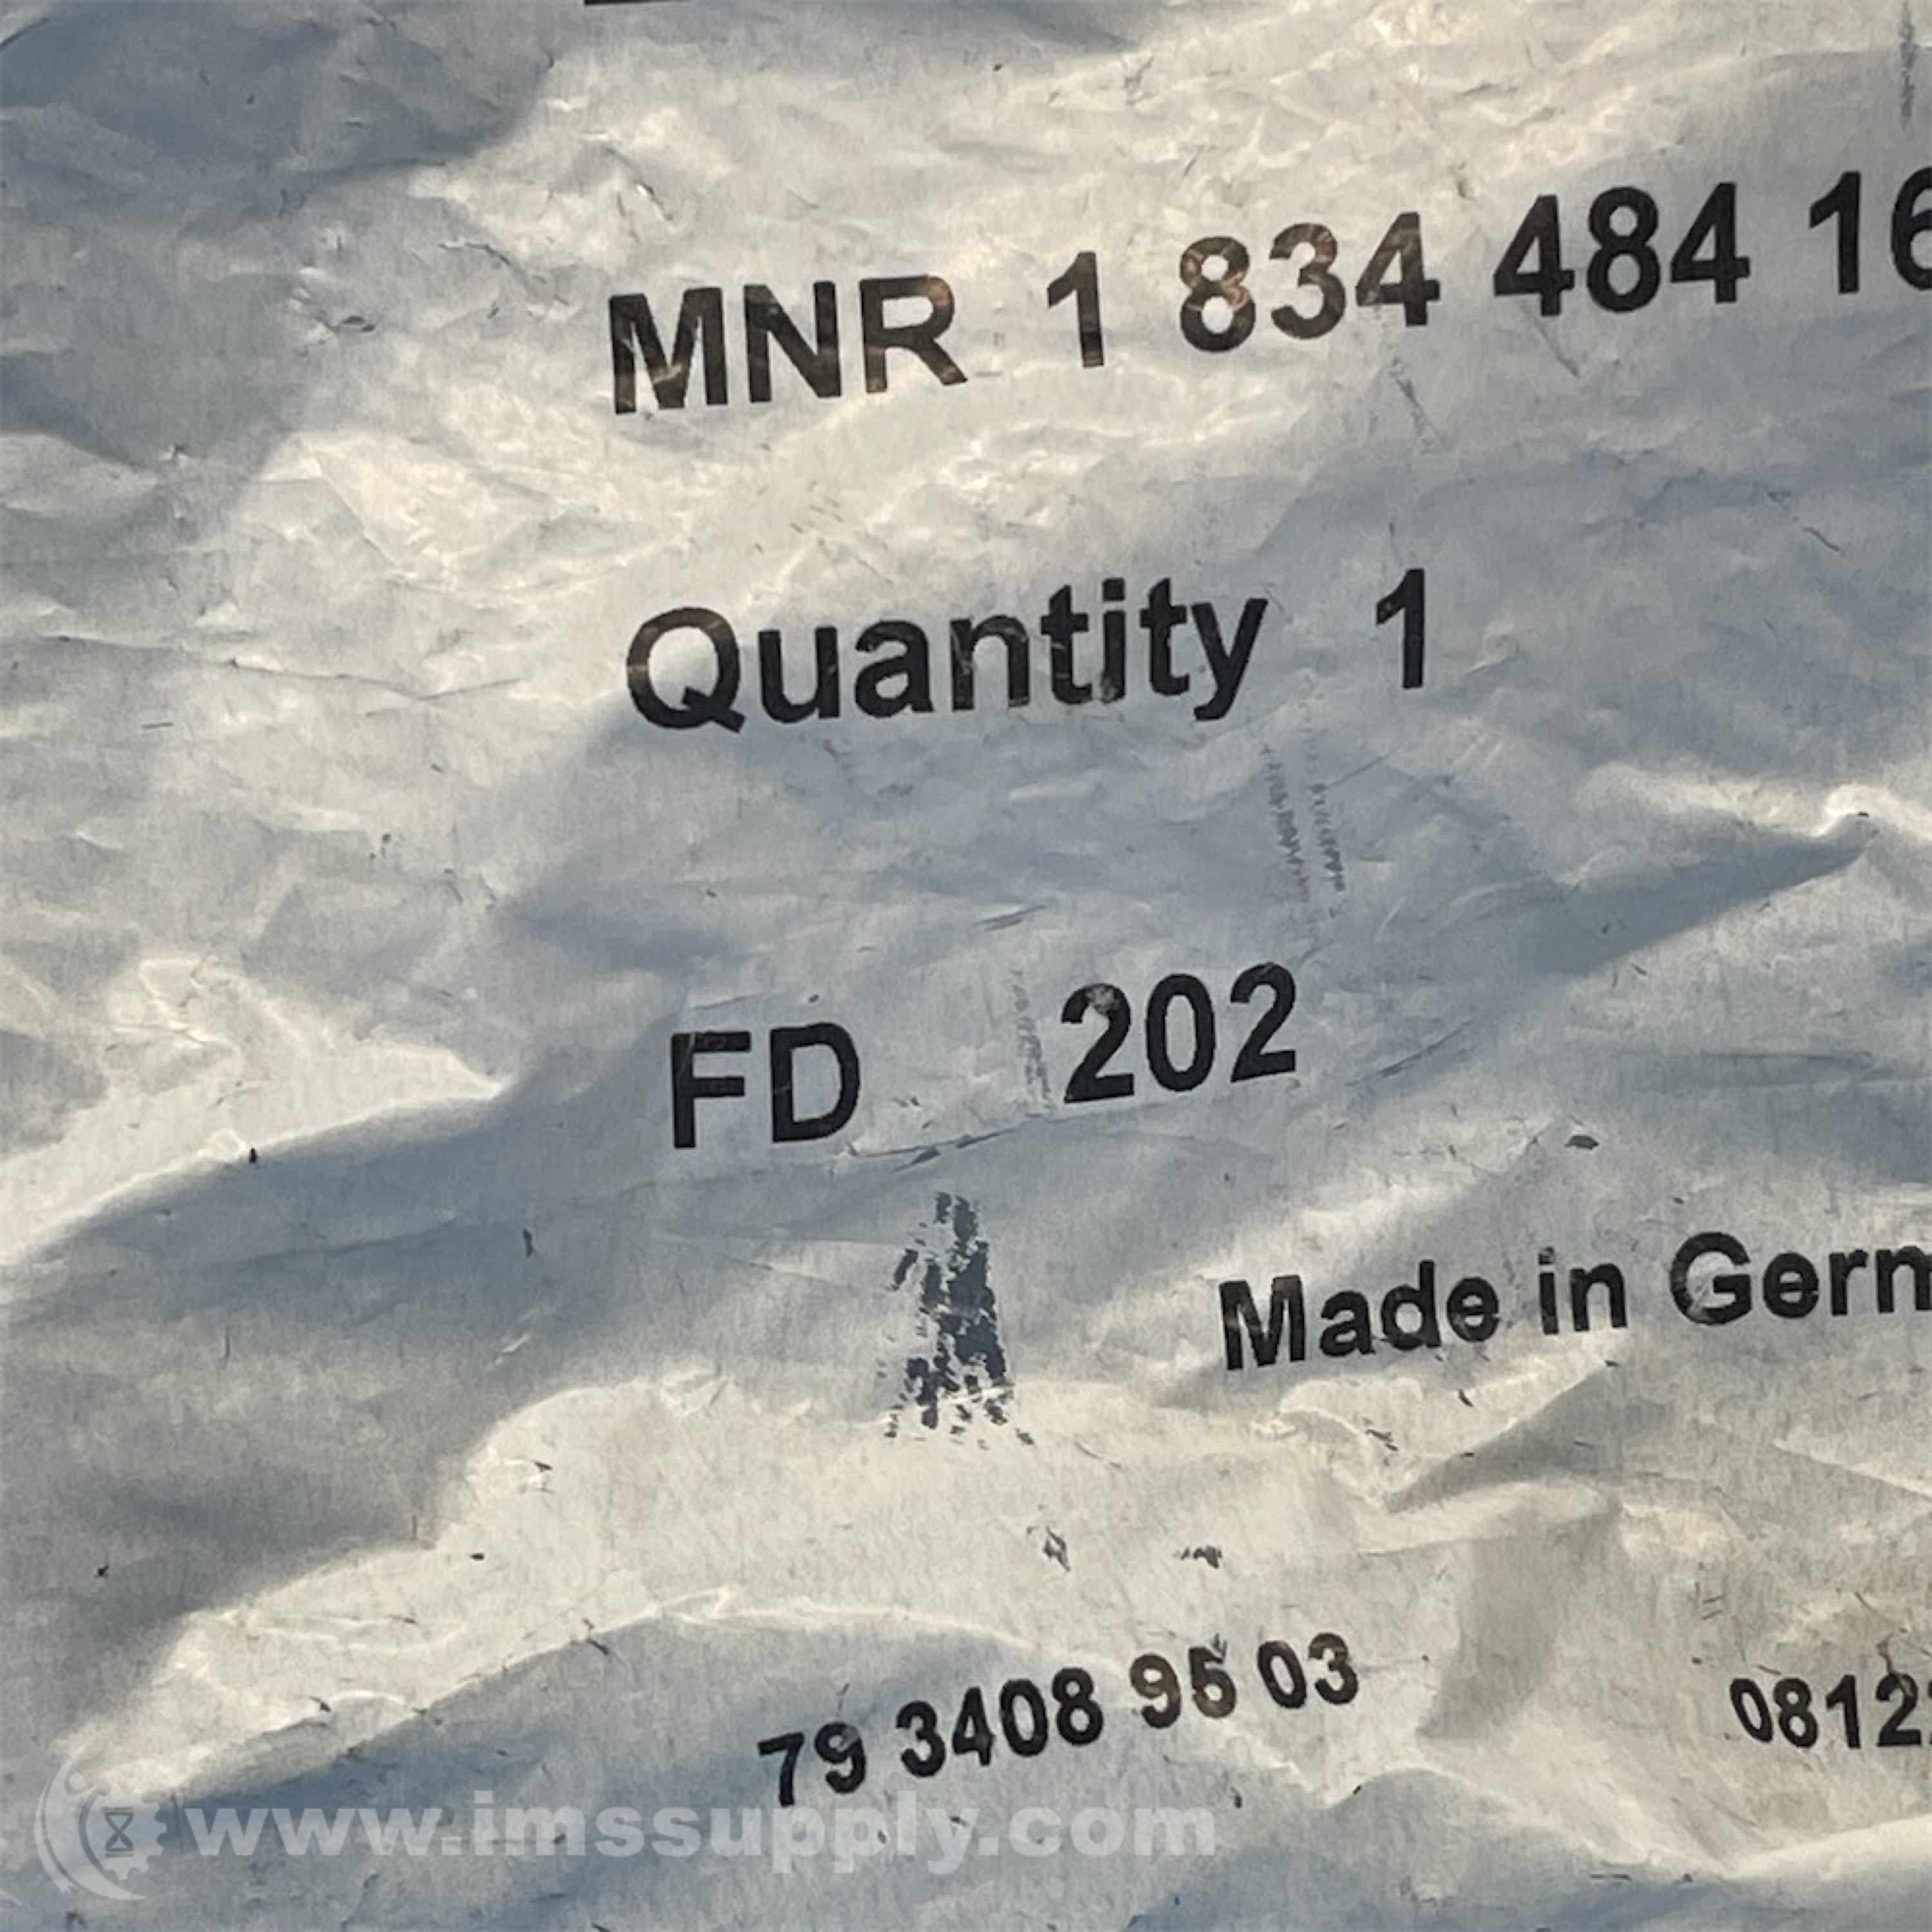 MNR 1 834 484 16
Quantity 1
FD 202
Made in Germ
79 3408 95 03
0812
www.imssupply.com